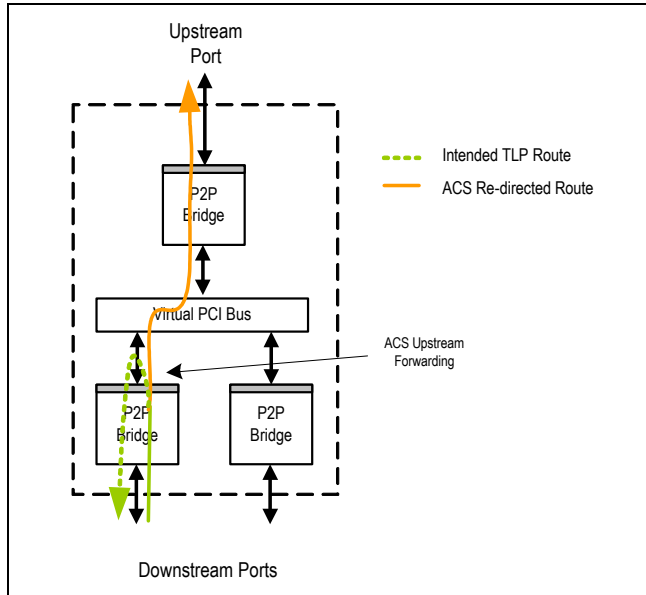 Upstream
Port
Intended TLP Route
ACS Re-directed Route
P2P
Bridge
Virtual PCI Bus
ACS Upstream
Forwarding
P2P
Bridge
P2P
Bridge
Downstream Ports